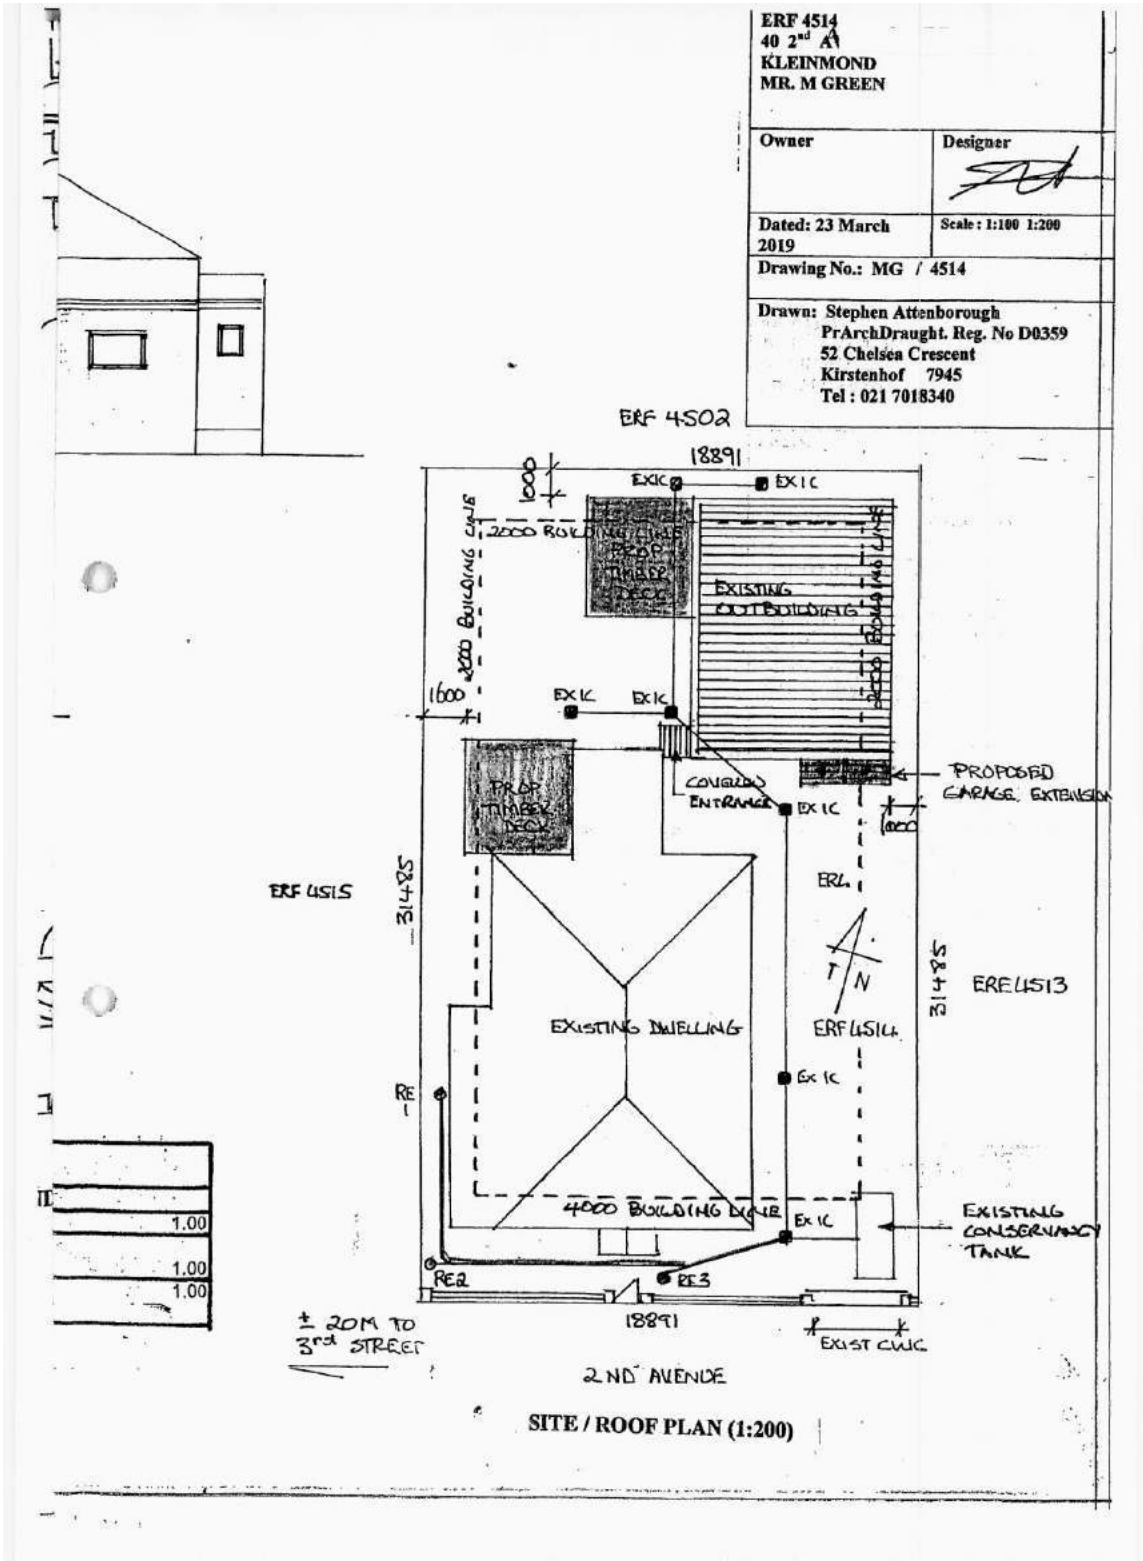 ERF 4514
40 2nd A
KLEINMOND
MR. M GREEN
Owner
Designer
Dated: 23 March
2019
Scale: 1:100 1:200
Drawing No.: MG / 4514
Drawn: Stephen Attenborough
PrArchDraught. Reg. No D0359
52 Chelsea Crescent
Kirstenhof 7945
Tel : 021 7018340
ERF 4502
18891
1000
EXIC
EX IC
2000 BUILDING LINE
2000 BUILDING LINE
PROP
TIMBER
DECK
EXISTING
OUTBUILDING
2000 BUILDING LINE
1600
EX IC
EX IC
PROP
TIMBER
DECK
COVERED
ENTRANCE
PROPOSED
GARAGE EXTENSION
EX IC
1000
ERF 4515
31485
31485
T N
ERF 4513
EXISTING DWELLING
ERF 4514
EX IC
RE
4000 BUILDING LINE
EX IC
EXISTING
CONSERVANCY
TANK
1.00
1.00
1.00
RE2
RE3
± 20M TO
3rd STREET
18891
EXIST
2ND AVENUE
SITE / ROOF PLAN (1:200)